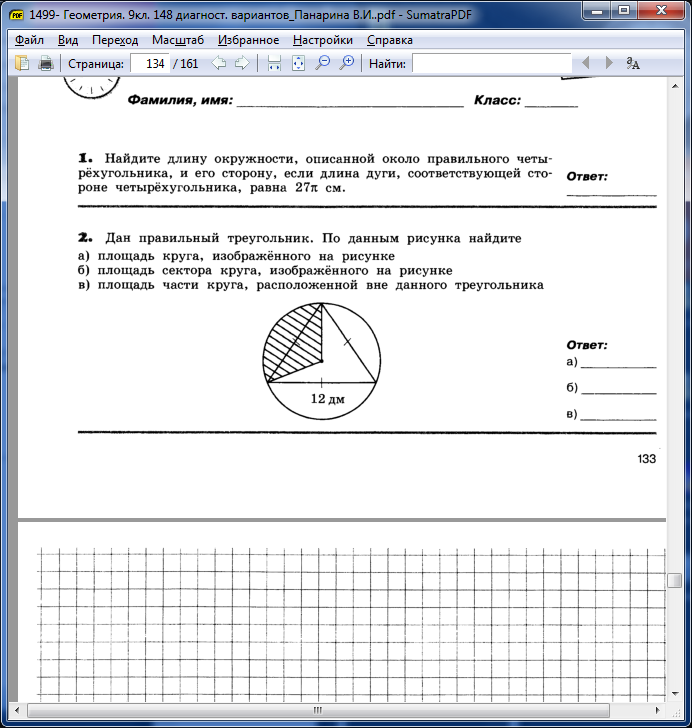 1499- Геометрия. 9кл. 148 диагност. вариантов_Панарина В.И..pdf - SumatraPDF
Файл Вид Переход Масштаб Избранное Настройки Справка
Страница: 134 / 161 Найти:
Фамилия, имя: Класс:
1. Найдите длину окружности, описанной около правильного четы-
рёхугольника, и его сторону, если длина дуги, соответствующей сто-
роне четырёхугольника, равна 27π см.
Ответ:
2. Дан правильный треугольник. По данным рисунка найдите
а) площадь круга, изображённого на рисунке
б) площадь сектора круга, изображённого на рисунке
в) площадь части круга, расположенной вне данного треугольника
12 дм
Ответ:
а)
б)
в)
133